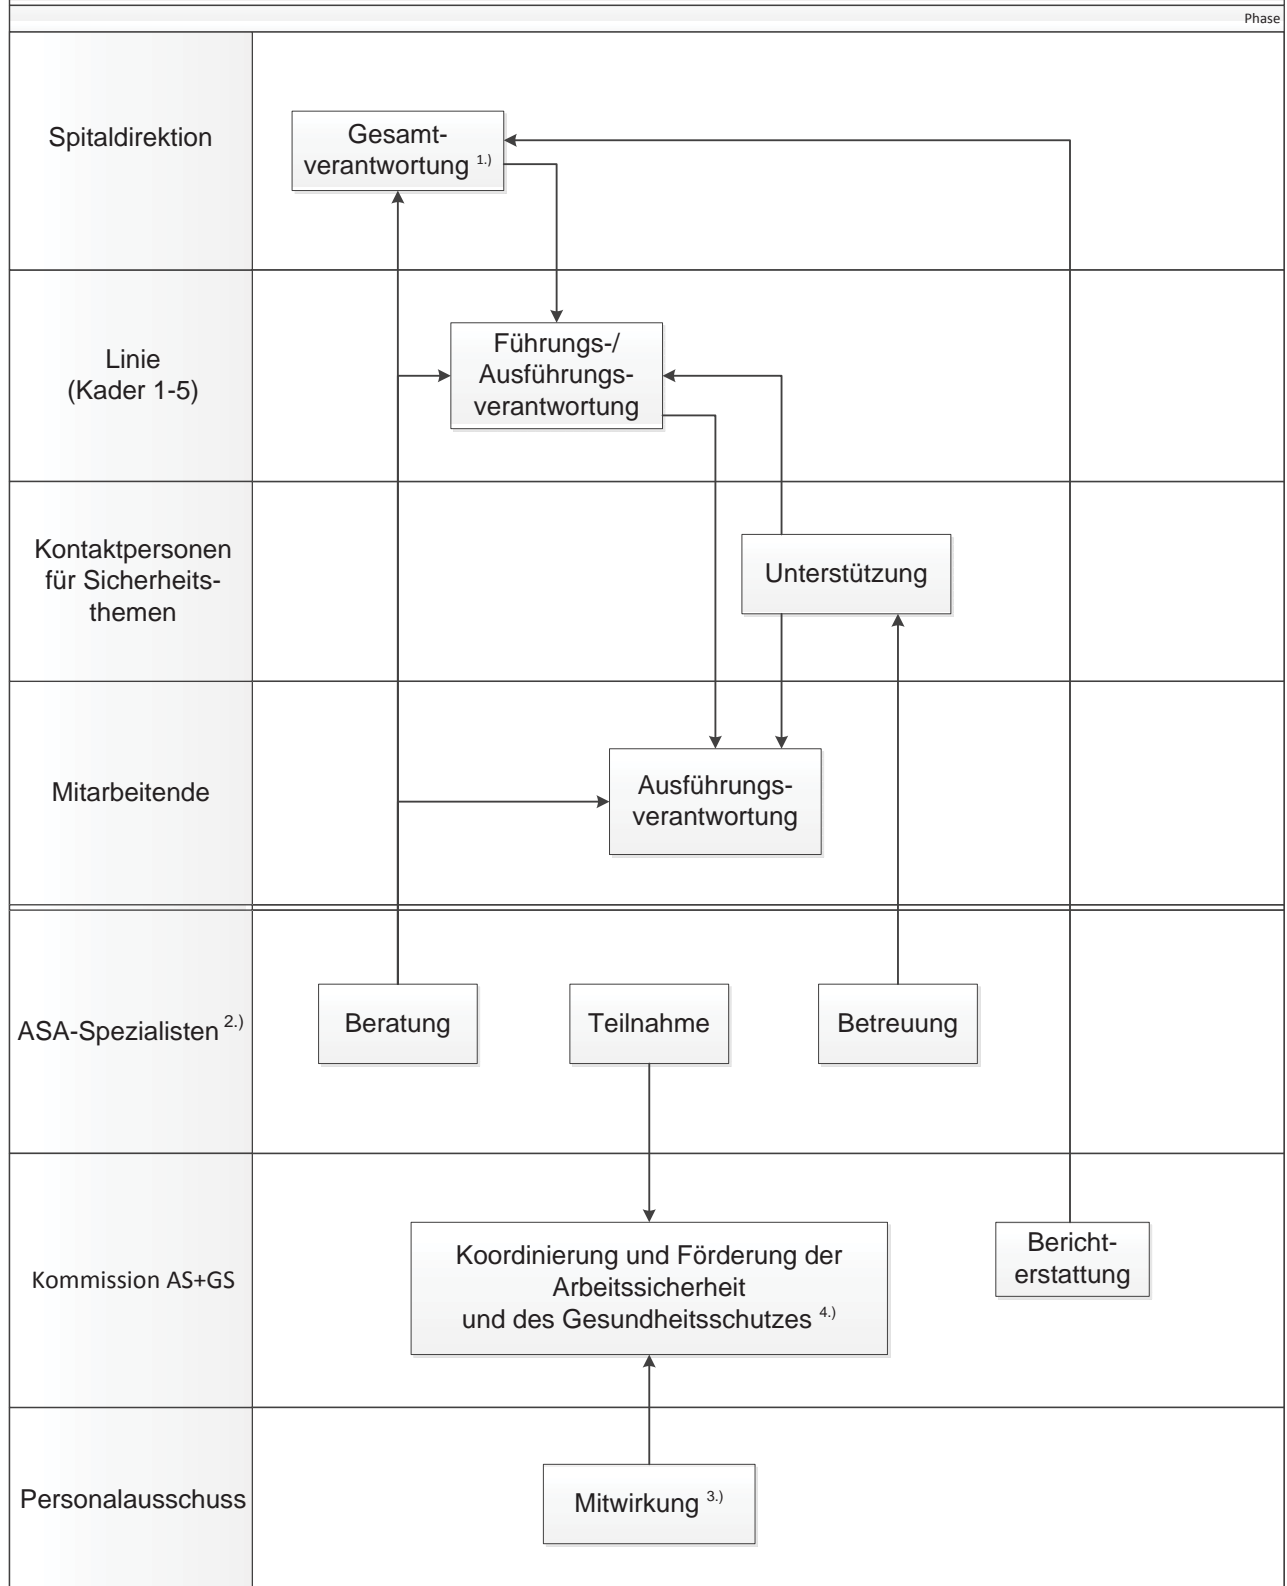 Phase
Spitaldirektion
Gesamt-
verantwortung 1.)
Linie
(Kader 1-5)
Führungs-/
Ausführungs-
verantwortung
Kontaktpersonen
für Sicherheits-
themen
Unterstützung
Mitarbeitende
Ausführungs-
verantwortung
ASA-Spezialisten 2.)
Beratung
Teilnahme
Betreuung
Kommission AS+GS
Koordinierung und Förderung der
Arbeitssicherheit
und des Gesundheitsschutzes 4.)
Bericht-
erstattung
Personalausschuss
Mitwirkung 3.)